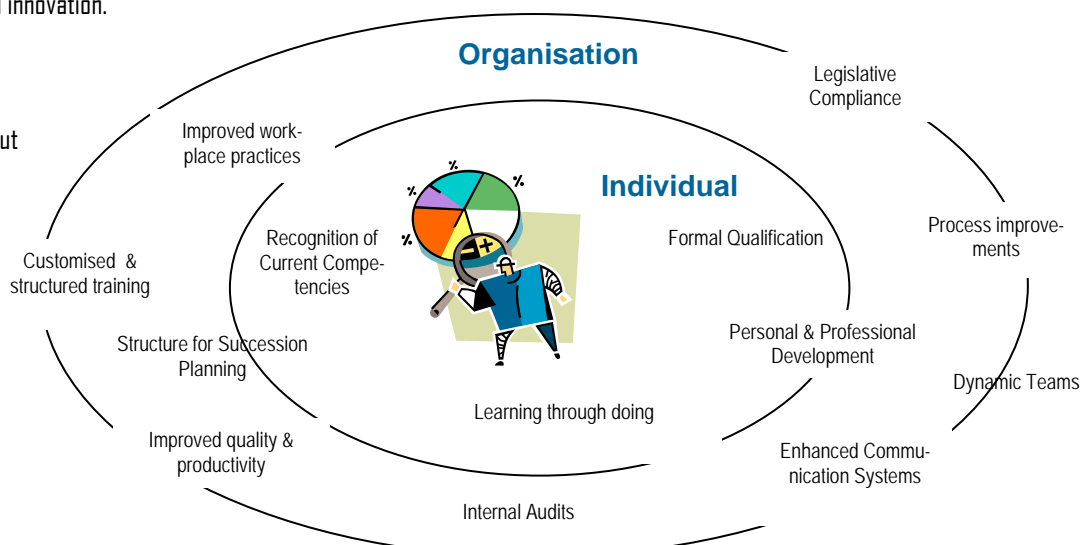 innovation.
Organisation
Legislative
Compliance
Improved work-
place practices
Individual
Recognition of
Current Compe-
tencies
Formal Qualification
Process improve-
ments
Customised &
structured training
Structure for Succession
Planning
Personal & Professional
Development
Dynamic Teams
Learning through doing
Improved quality &
productivity
Enhanced Commu-
nication Systems
Internal Audits
% % % %
- +